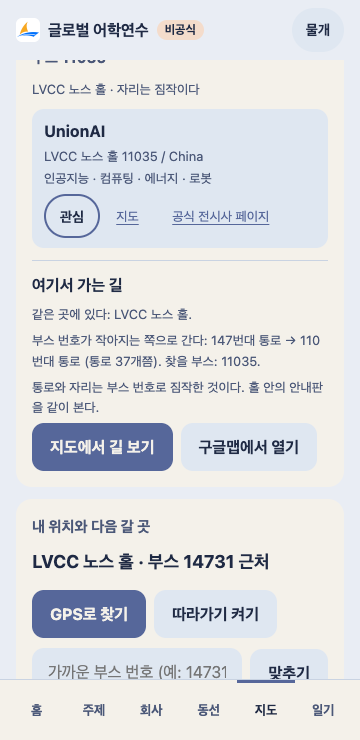 글로벌 어학연수 비공식 물개
부스 11035
LVCC 노스 홀 · 자리는 짐작이다
UnionAI
LVCC 노스 홀 11035 / China
인공지능 · 컴퓨팅 · 에너지 · 로봇
관심 지도 공식 전시사 페이지
여기서 가는 길
같은 곳에 있다: LVCC 노스 홀.
부스 번호가 작아지는 쪽으로 간다: 147번대 통로 → 110
번대 통로 (통로 37개쯤). 찾을 부스: 11035.
통로와 자리는 부스 번호로 짐작한 것이다. 홀 안의 안내판
을 같이 본다.
지도에서 길 보기 구글맵에서 열기
내 위치와 다음 갈 곳
LVCC 노스 홀 · 부스 14731 근처
GPS로 찾기 따라가기 켜기
가까운 부스 번호 (예: 14731 맞추기
홈 주제 회사 동선 지도 일기